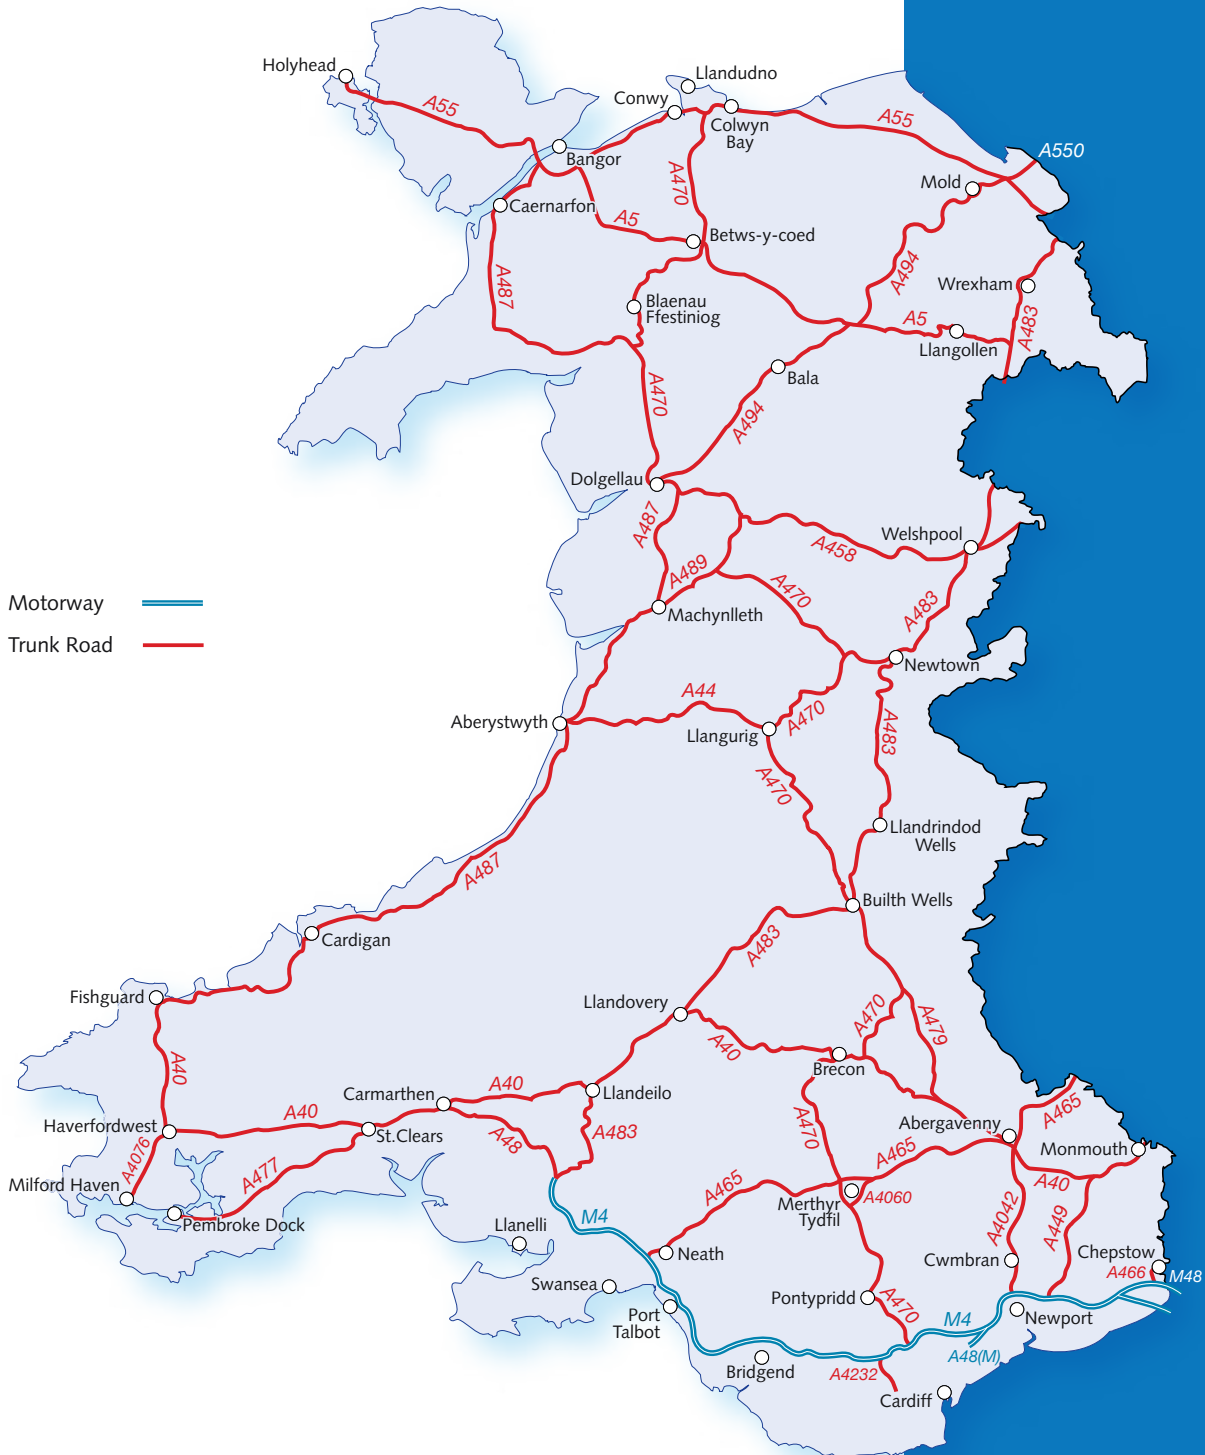 Holyhead
A55
Llandudno
Conwy
Colwyn
Bay
A55
A550
Bangor
Mold
A470
Caernarfon
A5
Betws-y-coed
A494
Wrexham
A487
Blaenau
Ffestiniog
A5
A483
Llangollen
Bala
A470
A494
Dolgellau
A487
Welshpool
A458
A489
A470
Motorway
Machynlleth
A483
Trunk Road
Newtown
A44
A470
Aberystwyth
Llangurig
A483
A470
Llandrindod
Wells
A487
Builth Wells
Cardigan
A483
Fishguard
Llandovery
A470
A479
A40
A40
Brecon
Carmarthen
A40
Llandeilo
A465
A40
Haverfordwest
St.Clears
A48
A483
A470
Abergavenny
A465
Monmouth
A4076
A477
Milford Haven
A465
A4060
A40
Merthyr
Tydfil
Pembroke Dock
M4
A4042
A449
Llanelli
Neath
Cwmbran
Chepstow
A466
M48
Swansea
Pontypridd
A470
Port
Talbot
M4
Newport
A48(M)
Bridgend
A4232
Cardiff